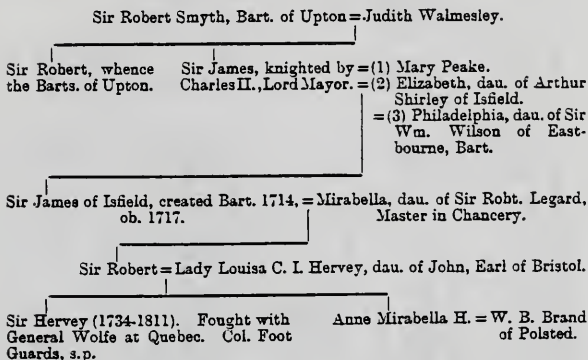 Sir Robert Smyth, Bart. of Upton = Judith Walmesley.
Sir Robert, whence
the Barts. of Upton.
Sir James, knighted by
Charles II., Lord Mayor.
= (1) Mary Peake.
= (2) Elizabeth, dau. of Arthur
Shirley of Isfield.
= (3) Philadelphia, dau. of Sir
Wm. Wilson of East-
bourne, Bart.
Sir James of Isfield, created Bart. 1714,
ob. 1717.
= Mirabella, dau. of Sir Robt. Legard,
Master in Chancery.
Sir Robert = Lady Louisa C. I. Hervey, dau. of John, Earl of Bristol.
Sir Hervey (1734-1811). Fought with
General Wolfe at Quebec. Col. Foot
Guards, s.p.
Anne Mirabella H. = W. B. Brand
of Polsted.